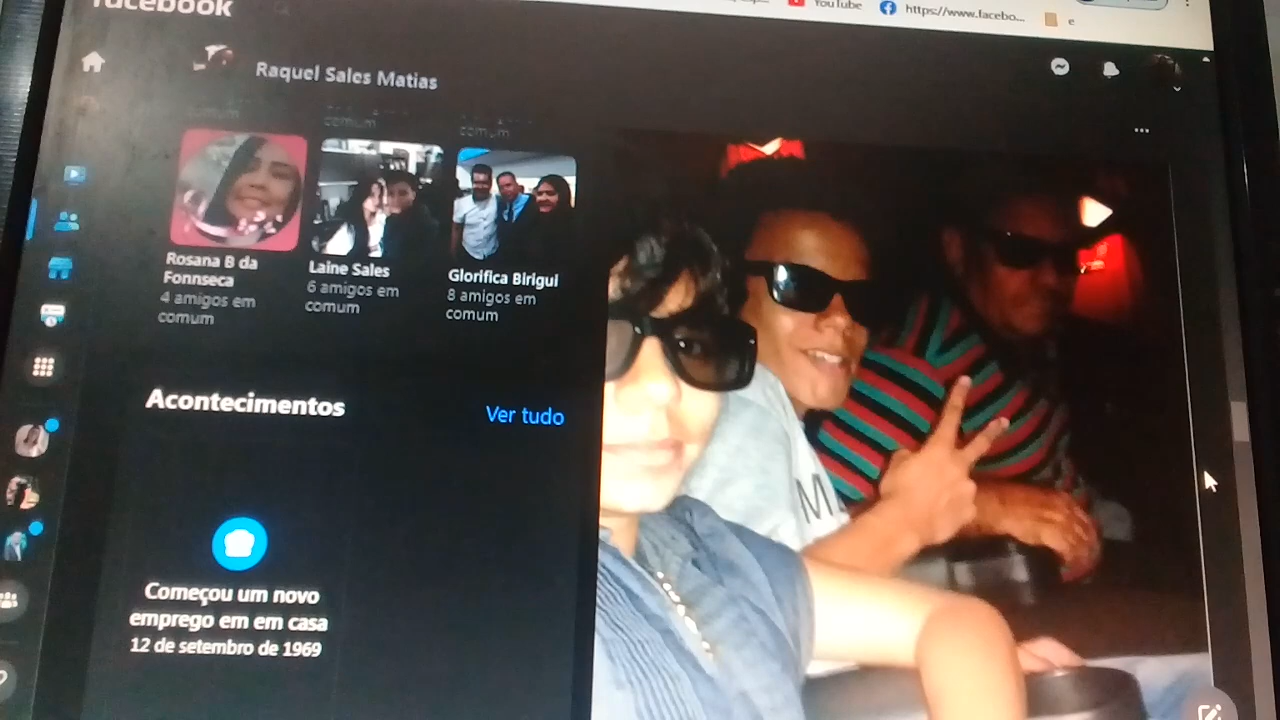 facebook
YouTube
https://www.facebo...
e
Raquel Sales Matias
comum
comum
comum
Rosana B da
Fonnseca
4 amigos em
comum
Laine Sales
6 amigos em
comum
Glorifica Birigui
8 amigos em
comum
Acontecimentos
Ver tudo
Começou um novo
emprego em em casa
12 de setembro de 1969